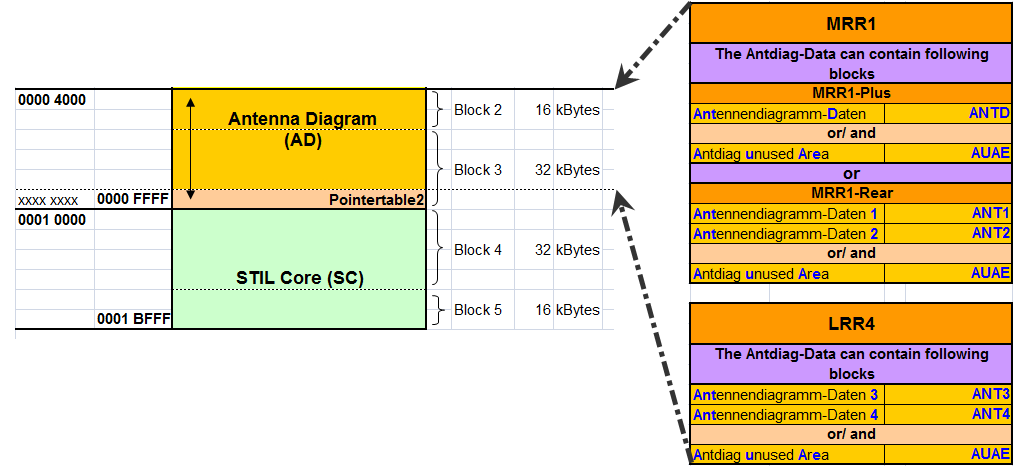 0000 4000
Antenna Diagram
(AD)
Block 2 16 kBytes
Block 3 32 kBytes
xxxx xxxx 0000 FFFF
Pointertable2
0001 0000
STIL Core (SC)
Block 4 32 kBytes
Block 5 16 kBytes
0001 BFFF
MRR1
The Antdiag-Data can contain following
blocks
MRR1-Plus
Antennendiagramm-Daten ANTD
or/ and
Antdiag unused Area AUAE
or
MRR1-Rear
Antennendiagramm-Daten 1 ANT1
Antennendiagramm-Daten 2 ANT2
or/ and
Antdiag unused Area AUAE
LRR4
The Antdiag-Data can contain following
blocks
Antennendiagramm-Daten 3 ANT3
Antennendiagramm-Daten 4 ANT4
or/ and
Antdiag unused Area AUAE